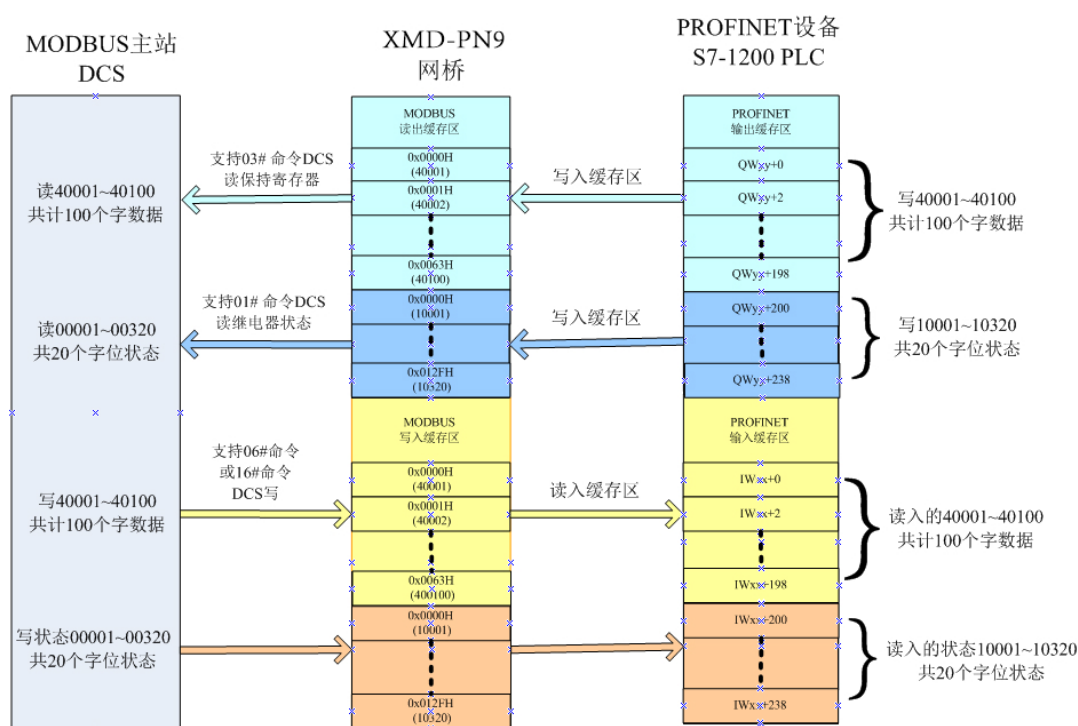 MODBUS主站
DCS
XMD-PN9
网桥
PROFINET设备
S7-1200 PLC
MODBUS
读出缓存区
PROFINET
输出缓存区
支持03# 命令DCS
读保持寄存器
读40001~40100
共计100个字数据
0x0000H
(40001)
0x0001H
(40002)
0x0063H
(40100)
写入缓存区
QWyy+0
QWyy+2
QWyy+198
写40001~40100
共计100个字数据
支持01# 命令DCS
读继电器状态
读00001~00320
共20个字位状态
0x0000H
(10001)
0x012FH
(10320)
写入缓存区
QWyy+200
QWyy+238
写10001~10320
共20个字位状态
MODBUS
写入缓存区
PROFINET
输入缓存区
支持06#命令
或16#命令
DCS写
写40001~40100
共计100个字数据
0x0000H
(40001)
0x0001H
(40002)
0x0063H
(400100)
读入缓存区
IWxx+0
IWxx+2
IWxx+198
读入的40001~40100
共计100个字数据
写状态00001~00320
共20个字位状态
0x0000H
(10001)
0x012FH
(10320)
IWxx+200
IWxx+238
读入的状态10001~10320
共20个字位状态